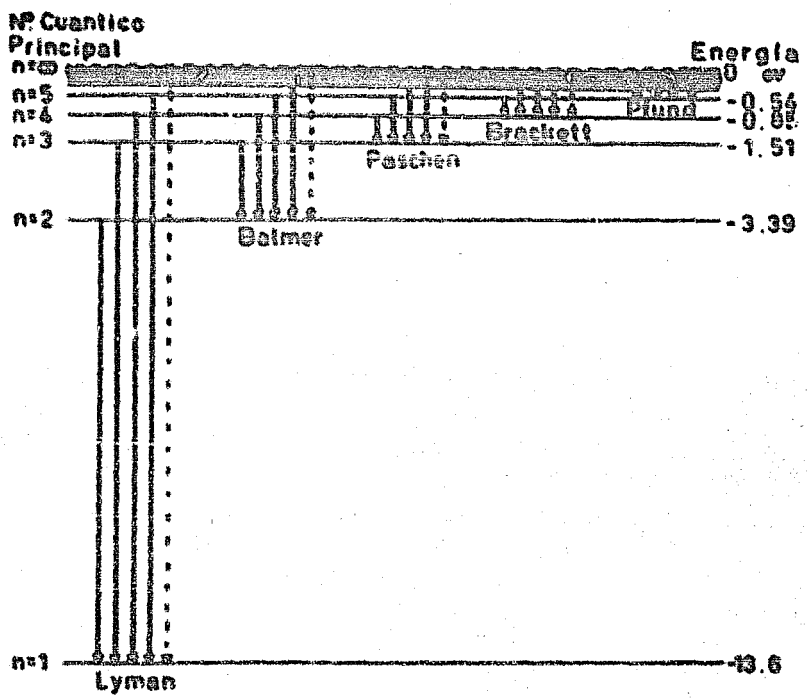 Nº Cuantico
Principal
Energía
n=∞
0 ev
n=5
-0.54
n=4
-0.85
n=3
-1.51
n=2
-3.39
n=1
-13.6
Pfund
Brackett
Paschen
Balmer
Lyman